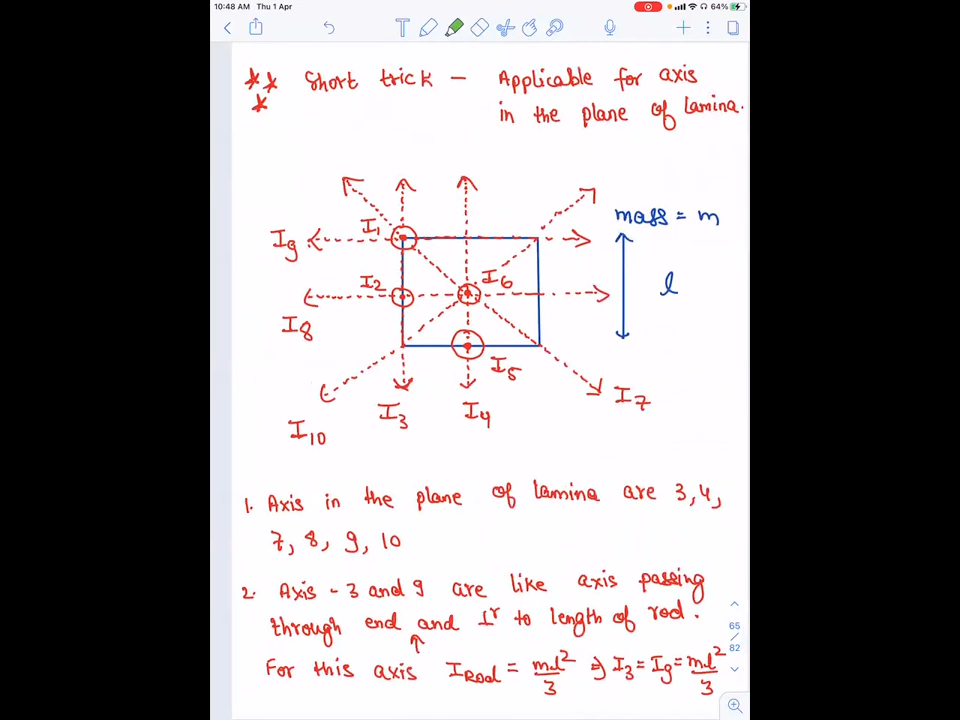 10:48 AM Thu 1 Apr
64%
Short trick - Applicable for axis
in the plane of lamina.
I1
I9
mass = m
I2
I6
l
I8
I5
I7
I3
I4
I10
1. Axis in the plane of lamina are 3, 4,
7, 8, 9, 10
2. Axis - 3 and 9 are like axis passing
through end and ⊥r to length of rod.
For this axis I Rod = ml²/3 ⇒ I3 = I9 = ml²/3
65
/
82